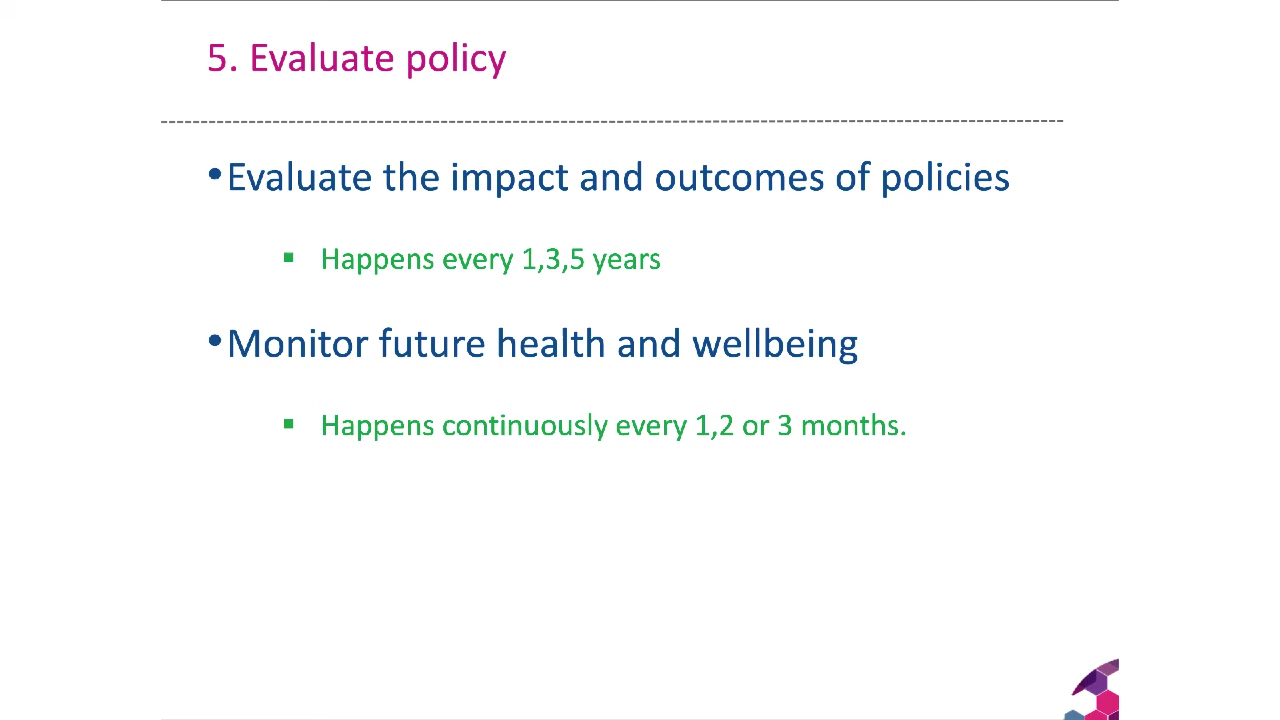 5. Evaluate policy
•Evaluate the impact and outcomes of policies
▪ Happens every 1,3,5 years
•Monitor future health and wellbeing
▪ Happens continuously every 1,2 or 3 months.